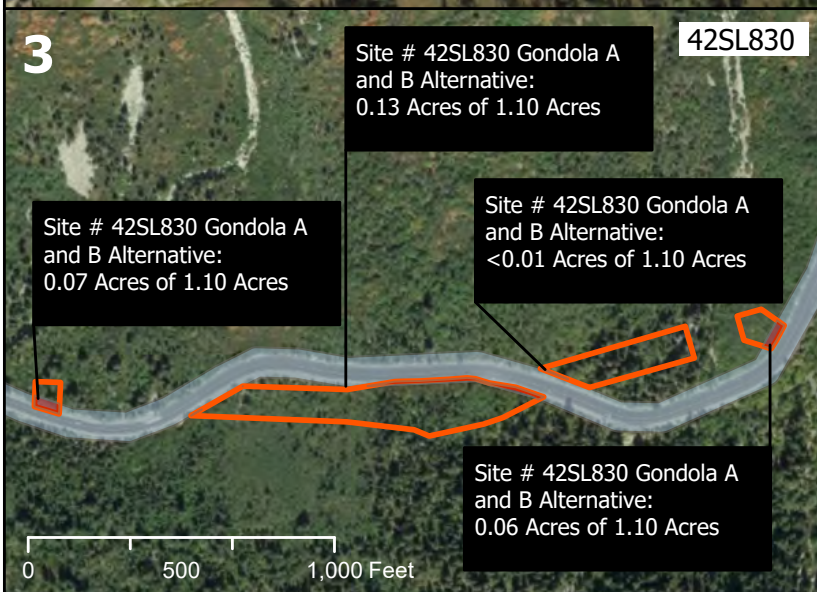 3
42SL830
Site # 42SL830 Gondola A
and B Alternative:
0.13 Acres of 1.10 Acres
Site # 42SL830 Gondola A
and B Alternative:
<0.01 Acres of 1.10 Acres
Site # 42SL830 Gondola A
and B Alternative:
0.07 Acres of 1.10 Acres
Site # 42SL830 Gondola A
and B Alternative:
0.06 Acres of 1.10 Acres
0 500 1,000 Feet